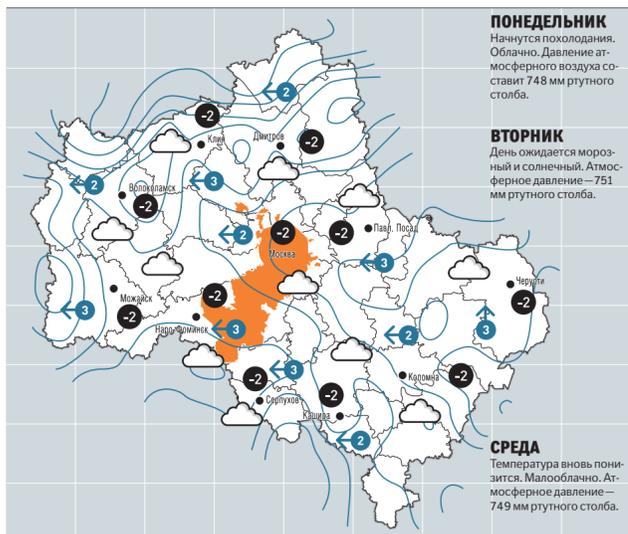 ПОНЕДЕЛЬНИК
Начнутся похолодания.
Облачно. Давление ат-
мосферного воздуха со-
ставит 748 мм ртутного
столба.
ВТОРНИК
День ожидается мороз-
ный и солнечный. Атмос-
ферное давление — 751
мм ртутного столба.
2
-2
Клин
Дмитров
-2
3
2
Волоколамск
-2
2
-2
Москва
-2
Павл. Посад
3
Черусти
-2
Можайск
-2
3
-2
Наро-Фоминск
3
2
3
3
-2
Серпухов
-2
Кашира
2
Коломна
-2
СРЕДА
Температура вновь пони-
зится. Малооблачно. Ат-
мосферное давление —
749 мм ртутного столба.